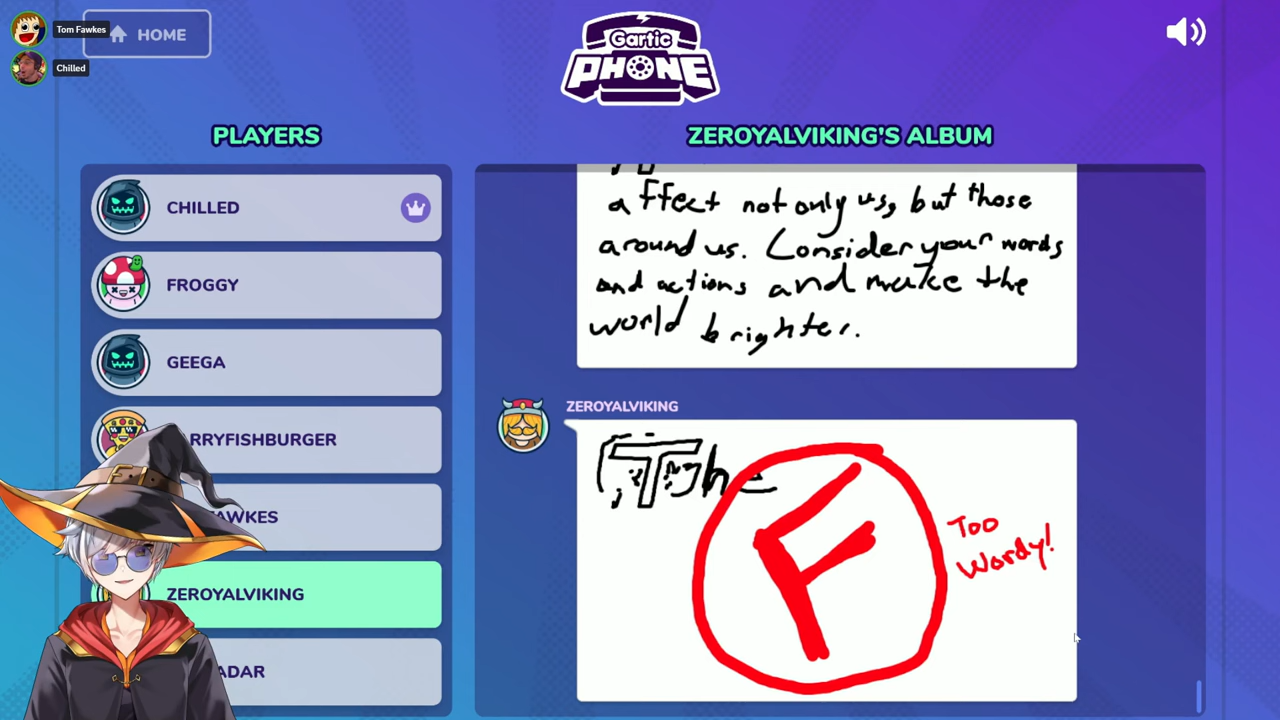 Tom Fawkes
HOME
Chilled
Gartic
PHONE
PLAYERS
CHILLED
FROGGY
GEEGA
RRYFISHBURGER
AWKES
ZEROYALVIKING
ADAR
ZEROYALVIKING'S ALBUM
affect not only us, but those
around us. Consider your words
and actions and make the
world brighter.
ZEROYALVIKING
The
F
Too
Wordy!